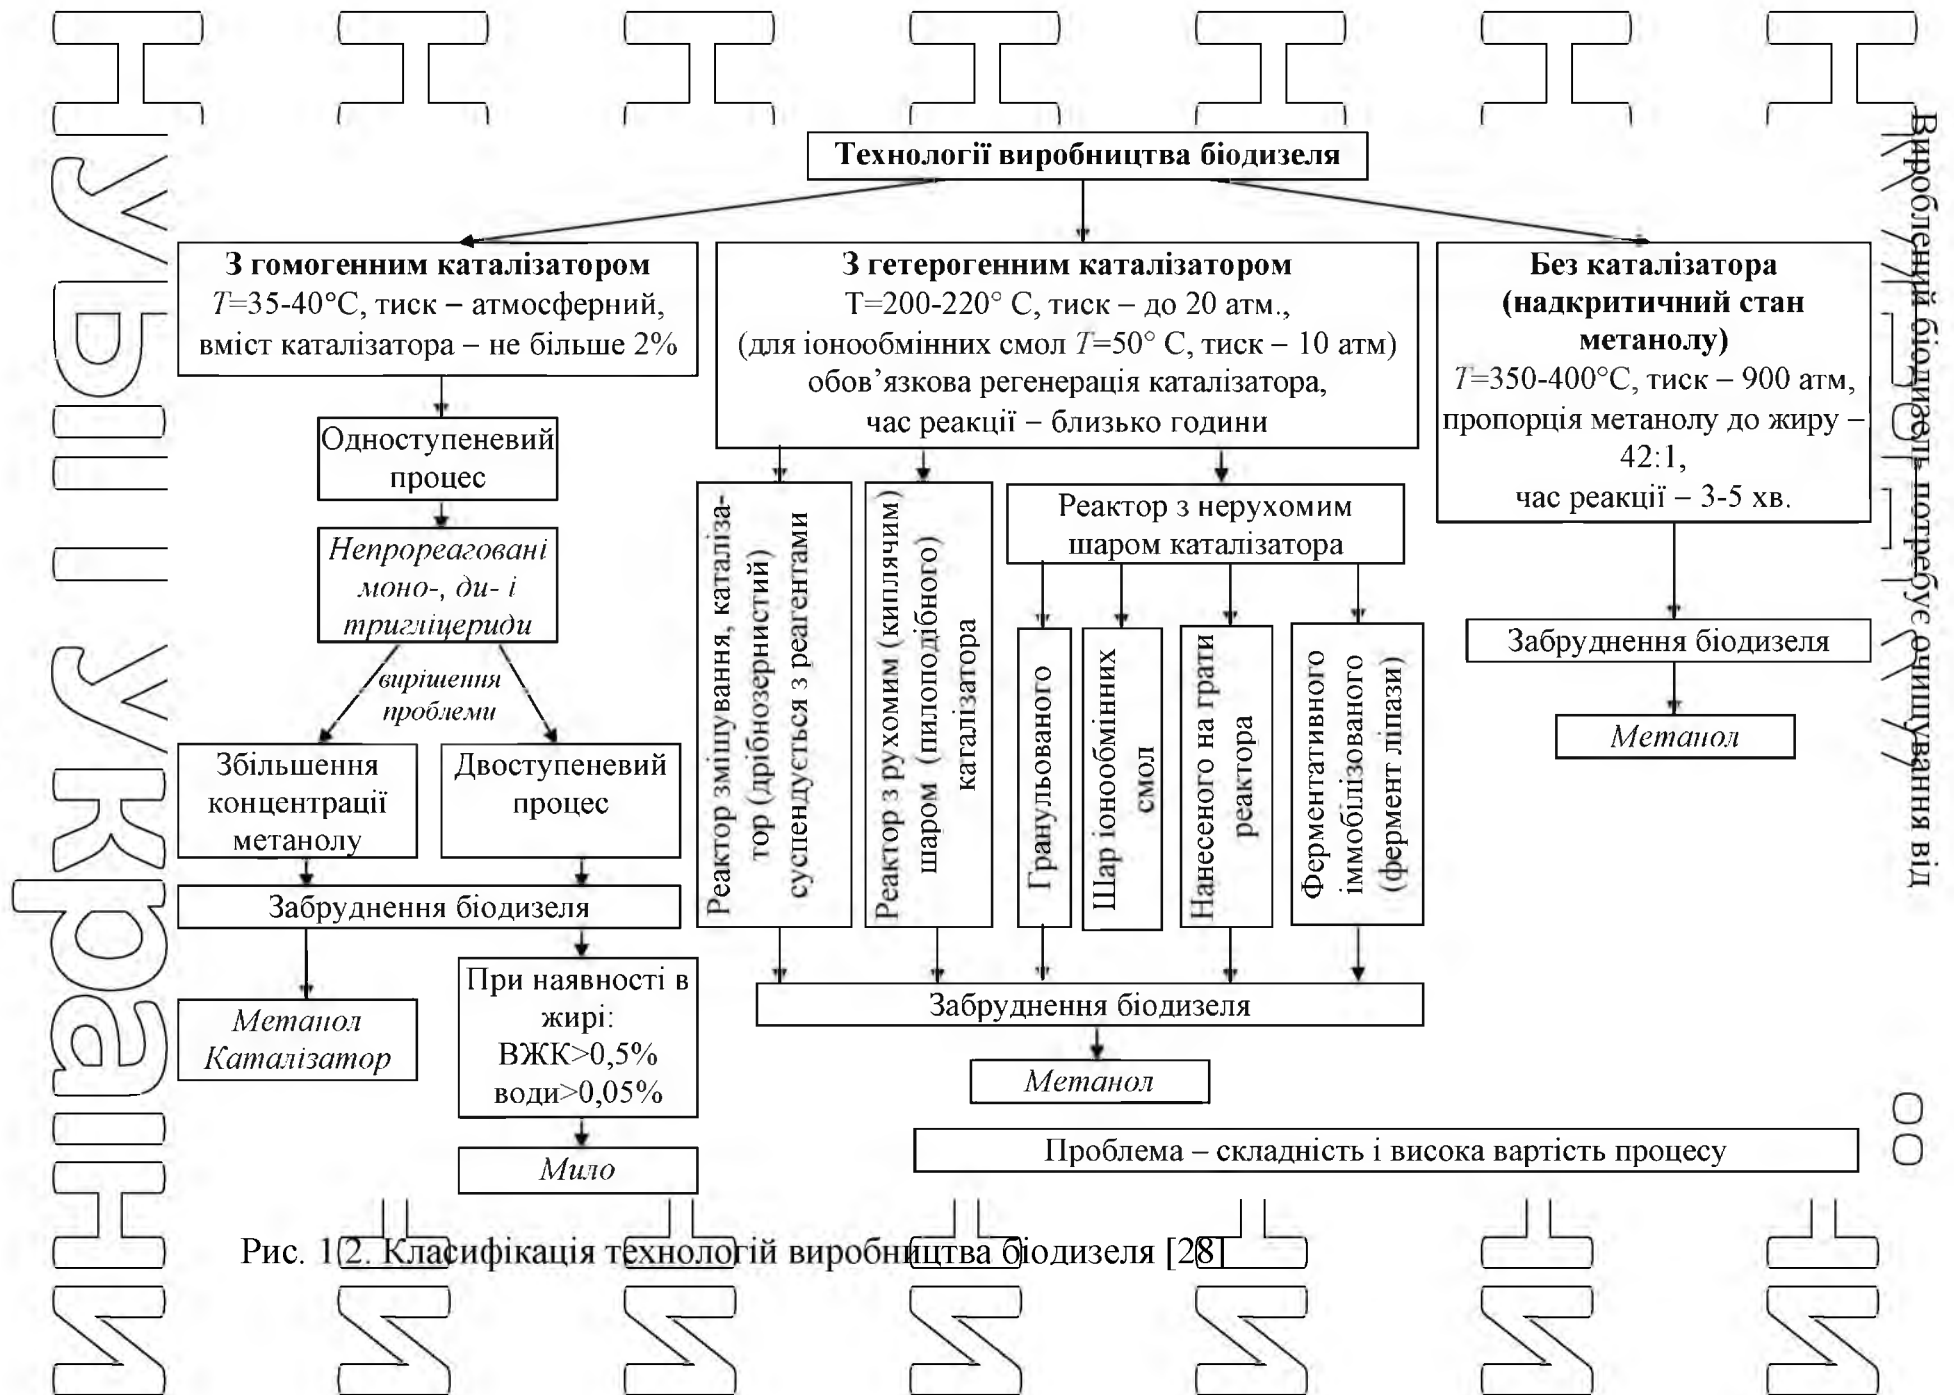 Технології виробництва біодизеля
З гомогенним каталізатором
T=35-40°C, тиск – атмосферний,
вміст каталізатора – не більше 2%
З гетерогенним каталізатором
T=200-220° C, тиск – до 20 атм.,
(для іонообмінних смол T=50° C, тиск – 10 атм)
обов’язкова регенерація каталізатора,
час реакції – близько години
Без каталізатора
(надкритичний стан
метанолу)
T=350-400°C, тиск – 900 атм,
пропорція метанолу до жиру –
42:1,
час реакції – 3-5 хв.
Одноступеневий
процес
Непрореаговані
моно-, ди- і
тригліцериди
вирішення
проблеми
Збільшення
концентрації
метанолу
Двоступеневий
процес
Забруднення біодизеля
Метанол
Каталізатор
При наявності в
жирі:
ВЖК>0,5%
води>0,05%
Мило
Реактор змішування, каталіза-
тор (дрібнозернистий)
суспендується з реагентами
Реактор з рухомим (киплячим)
шаром (пилоподібного)
каталізатора
Реактор з нерухомим
шаром каталізатора
Гранульованого
Шар іонообмінних
смол
Нанесеного на грати
реактора
Ферментативного
іммобілізованого
(фермент ліпази)
Забруднення біодизеля
Метанол
Забруднення біодизеля
Метанол
Проблема – складність і висока вартість процесу
Рис. 1.2. Класифікація технологій виробництва біодизеля [28]
Вироблений біодизель потребує очищування від
НУБІП України